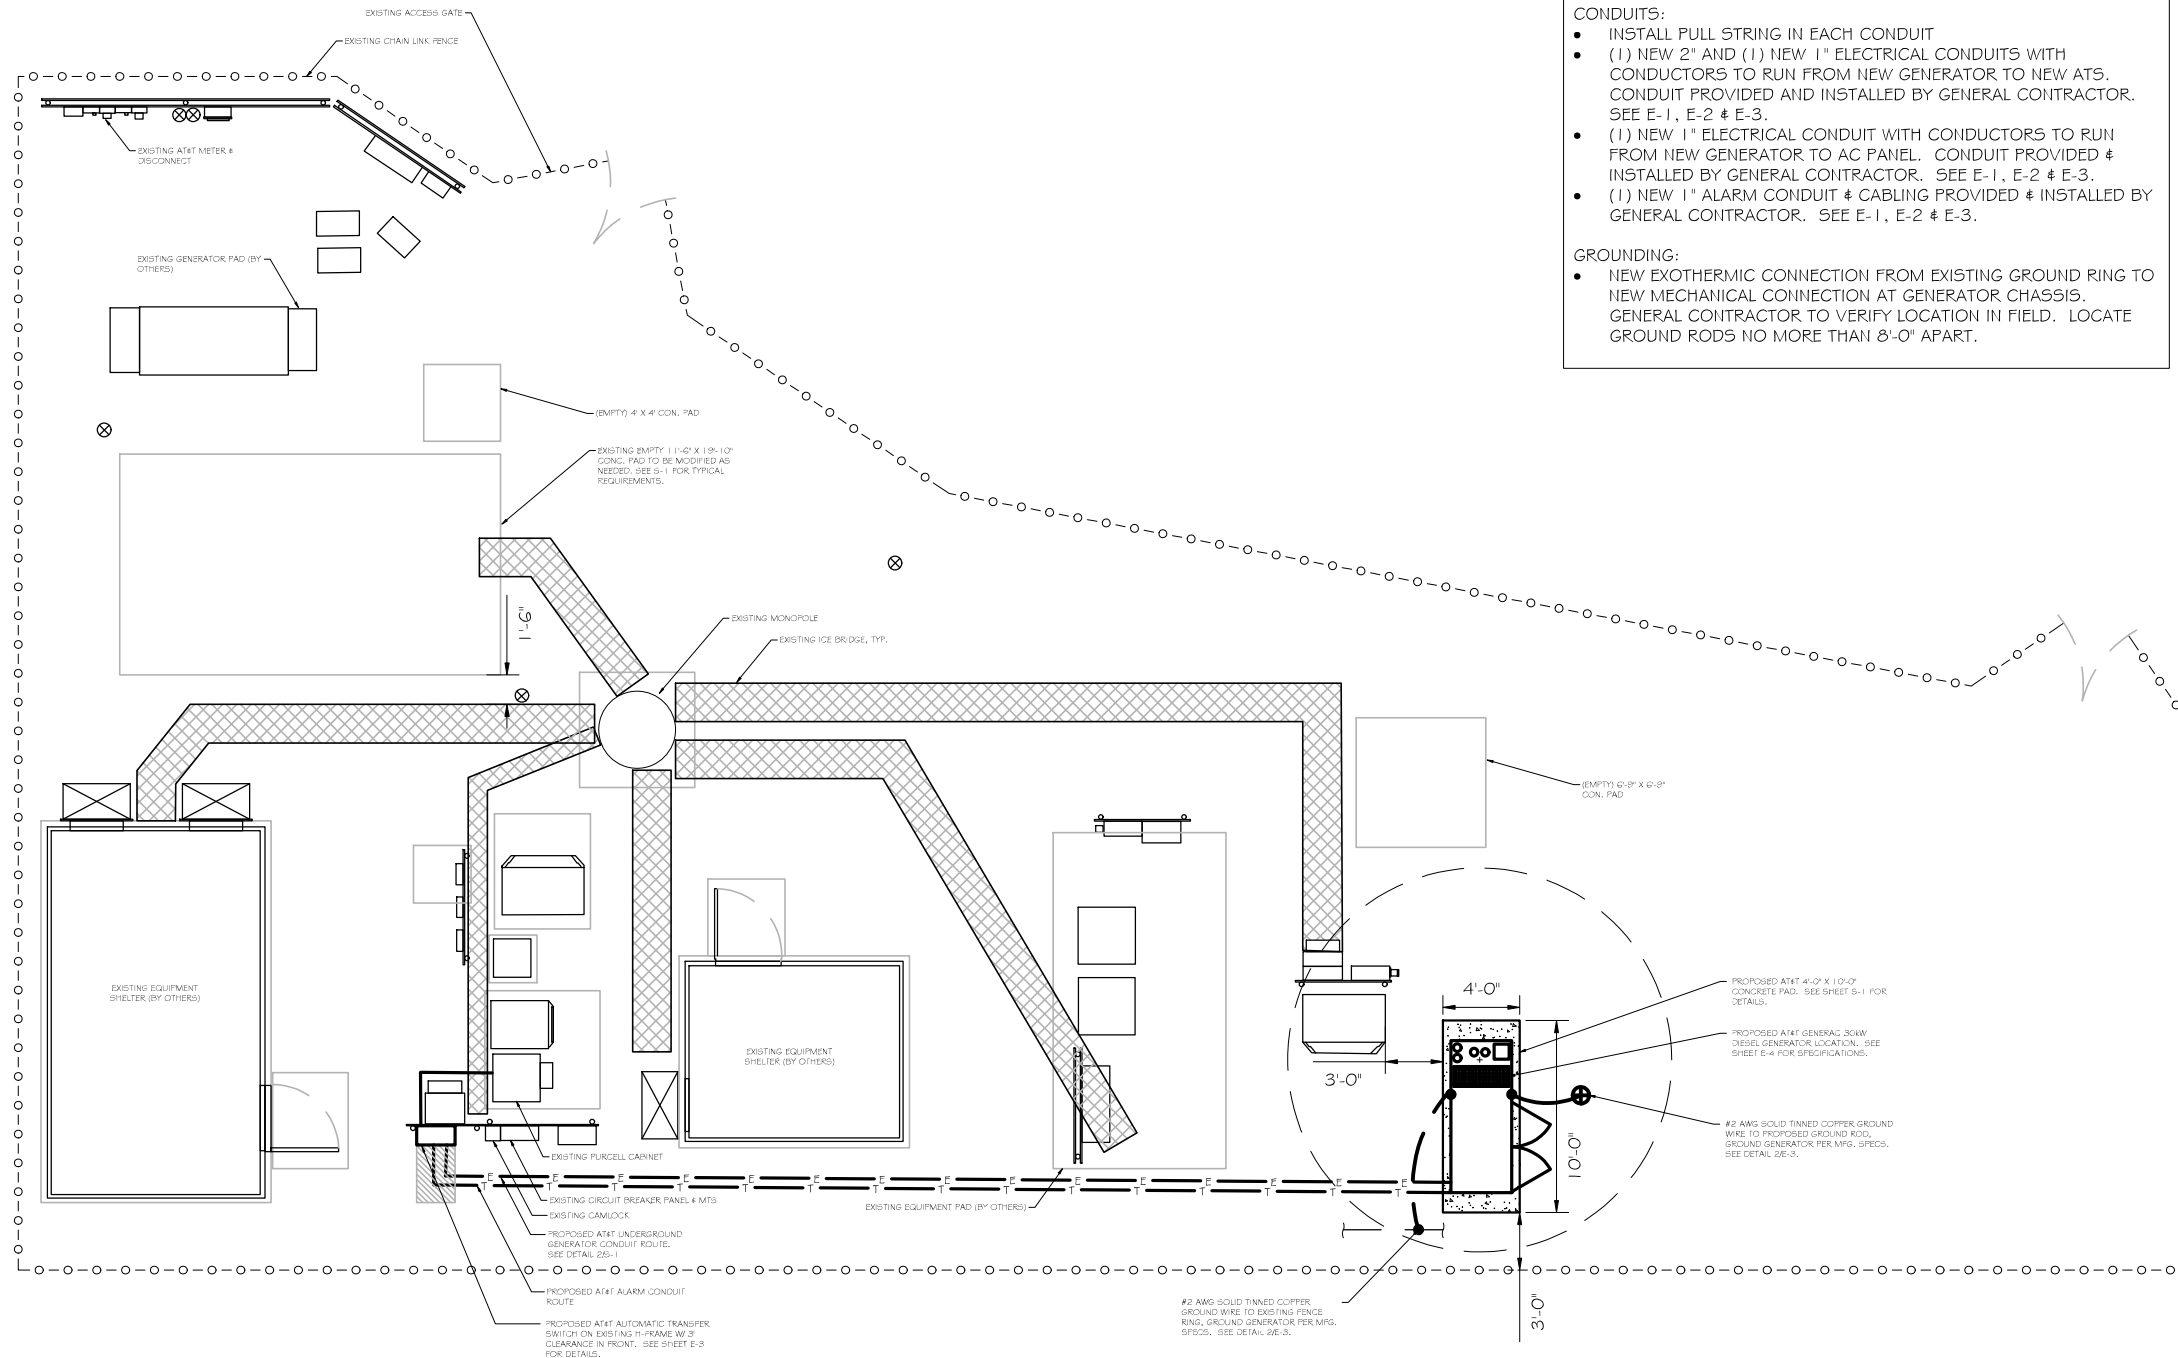 EXISTING ACCESS GATE
EXISTING CHAIN LINK FENCE
EXISTING AT&T METER &
DISCONNECT
EXISTING GENERATOR PAD (BY
OTHERS)
(EMPTY) 4' X 4' CON. PAD
EXISTING EMPTY 11'-6" X 19'-10"
CONC. PAD TO BE MODIFIED AS
NEEDED. SEE S-1 FOR TYPICAL
REQUIREMENTS.
1'-6"
EXISTING MONOPOLE
EXISTING ICE BRIDGE, TYP.
CONDUITS:
• INSTALL PULL STRING IN EACH CONDUIT
• (1) NEW 2" AND (1) NEW 1" ELECTRICAL CONDUITS WITH
CONDUCTORS TO RUN FROM NEW GENERATOR TO NEW ATS.
CONDUIT PROVIDED AND INSTALLED BY GENERAL CONTRACTOR.
SEE E-1, E-2 & E-3.
• (1) NEW 1" ELECTRICAL CONDUIT WITH CONDUCTORS TO RUN
FROM NEW GENERATOR TO AC PANEL. CONDUIT PROVIDED &
INSTALLED BY GENERAL CONTRACTOR. SEE E-1, E-2 & E-3.
• (1) NEW 1" ALARM CONDUIT & CABLING PROVIDED & INSTALLED BY
GENERAL CONTRACTOR. SEE E-1, E-2 & E-3.
GROUNDING:
• NEW EXOTHERMIC CONNECTION FROM EXISTING GROUND RING TO
NEW MECHANICAL CONNECTION AT GENERATOR CHASSIS.
GENERAL CONTRACTOR TO VERIFY LOCATION IN FIELD. LOCATE
GROUND RODS NO MORE THAN 8'-0" APART.
(EMPTY) 6'-9" X 6'-9"
CON. PAD
EXISTING EQUIPMENT
SHELTER (BY OTHERS)
EXISTING EQUIPMENT
SHELTER (BY OTHERS)
4'-0"
3'-0"
10'-0"
3'-0"
PROPOSED AT&T 4'-0" X 10'-0"
CONCRETE PAD. SEE SHEET S-1 FOR
DETAILS.
PROPOSED AT&T GENERAC 30kW
DIESEL GENERATOR LOCATION. SEE
SHEET E-4 FOR SPECIFICATIONS.
#2 AWG SOLID TINNED COPPER GROUND
WIRE TO PROPOSED GROUND ROD,
GROUND GENERATOR PER MFG. SPECS.
SEE DETAIL 2/E-3.
EXISTING PURCELL CABINET
E E E E E E E E E E E E E E E
T T T T T T T T T T T T T T T
EXISTING CIRCUIT BREAKER PANEL & MTS
EXISTING CAMLOCK
EXISTING EQUIPMENT PAD (BY OTHERS)
PROPOSED AT&T UNDERGROUND
GENERATOR CONDUIT ROUTE.
SEE DETAIL 2/S-1
PROPOSED AT&T ALARM CONDUIT
ROUTE
PROPOSED AT&T AUTOMATIC TRANSFER
SWITCH ON EXISTING H-FRAME W/ 3'
CLEARANCE IN FRONT. SEE SHEET E-3
FOR DETAILS.
#2 AWG SOLID TINNED COPPER
GROUND WIRE TO EXISTING FENCE
RING, GROUND GENERATOR PER MFG.
SPECS. SEE DETAIL 2/E-3.